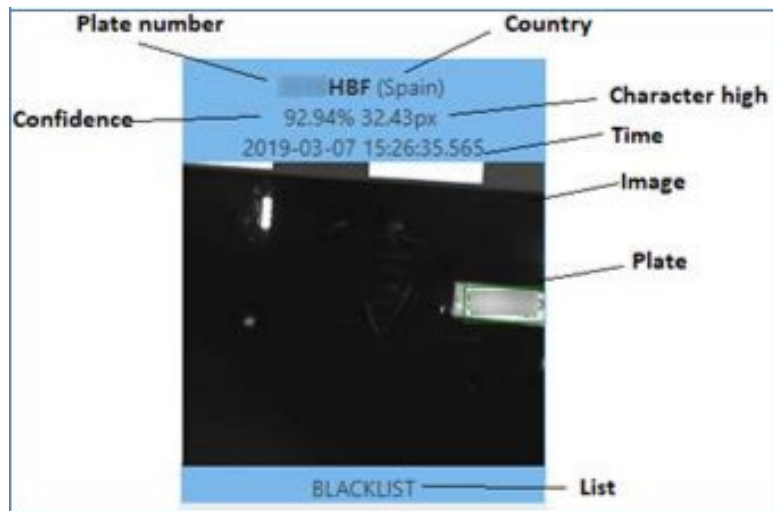 Plate number
Country
HBF (Spain)
Confidence
92.94% 32.43px
Character high
2019-03-07 15:26:35.565
Time
Image
Plate
BLACKLIST
List